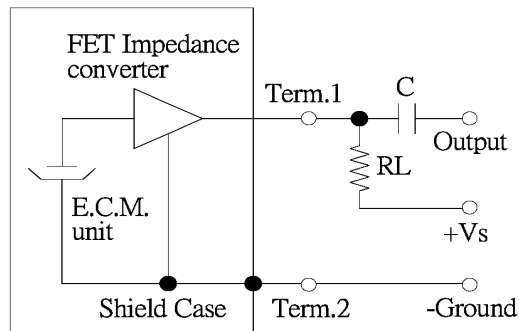 FET Impedance
converter
Term.1
C
Output
RL
E.C.M.
unit
+Vs
Shield Case
Term.2
-Ground